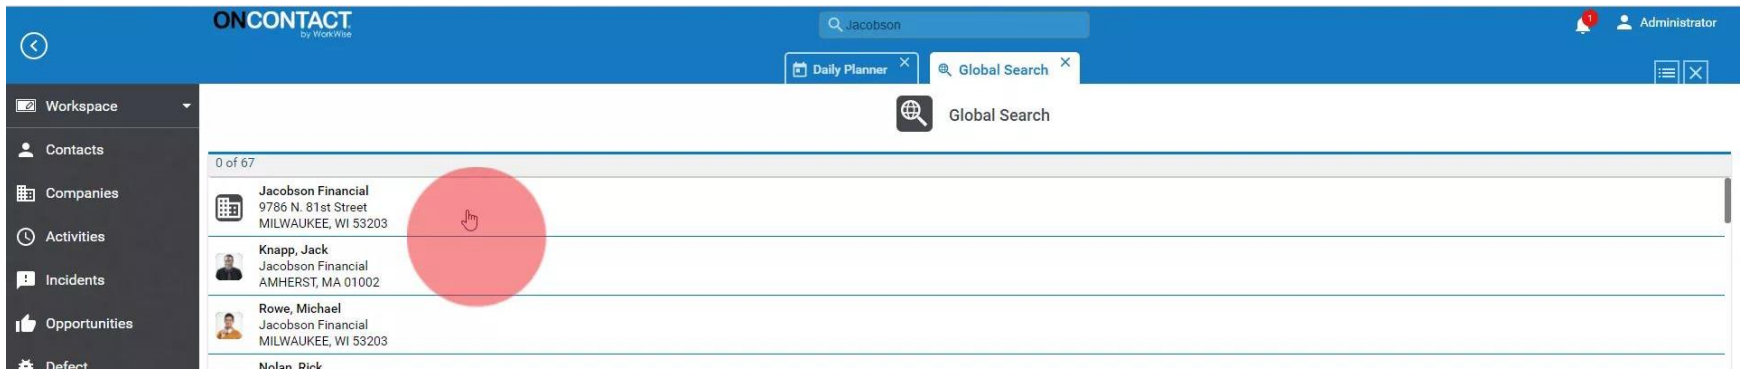 ONCONTACT
by WorkWise
Jacobson
1
Administrator
Daily Planner
Global Search
Workspace
Global Search
Contacts
0 of 67
Companies
Jacobson Financial
9786 N. 81st Street
MILWAUKEE, WI 53203
Activities
Knapp, Jack
Jacobson Financial
AMHERST, MA 01002
Incidents
Rowe, Michael
Jacobson Financial
MILWAUKEE, WI 53203
Opportunities
Defect
Nolan, Rick